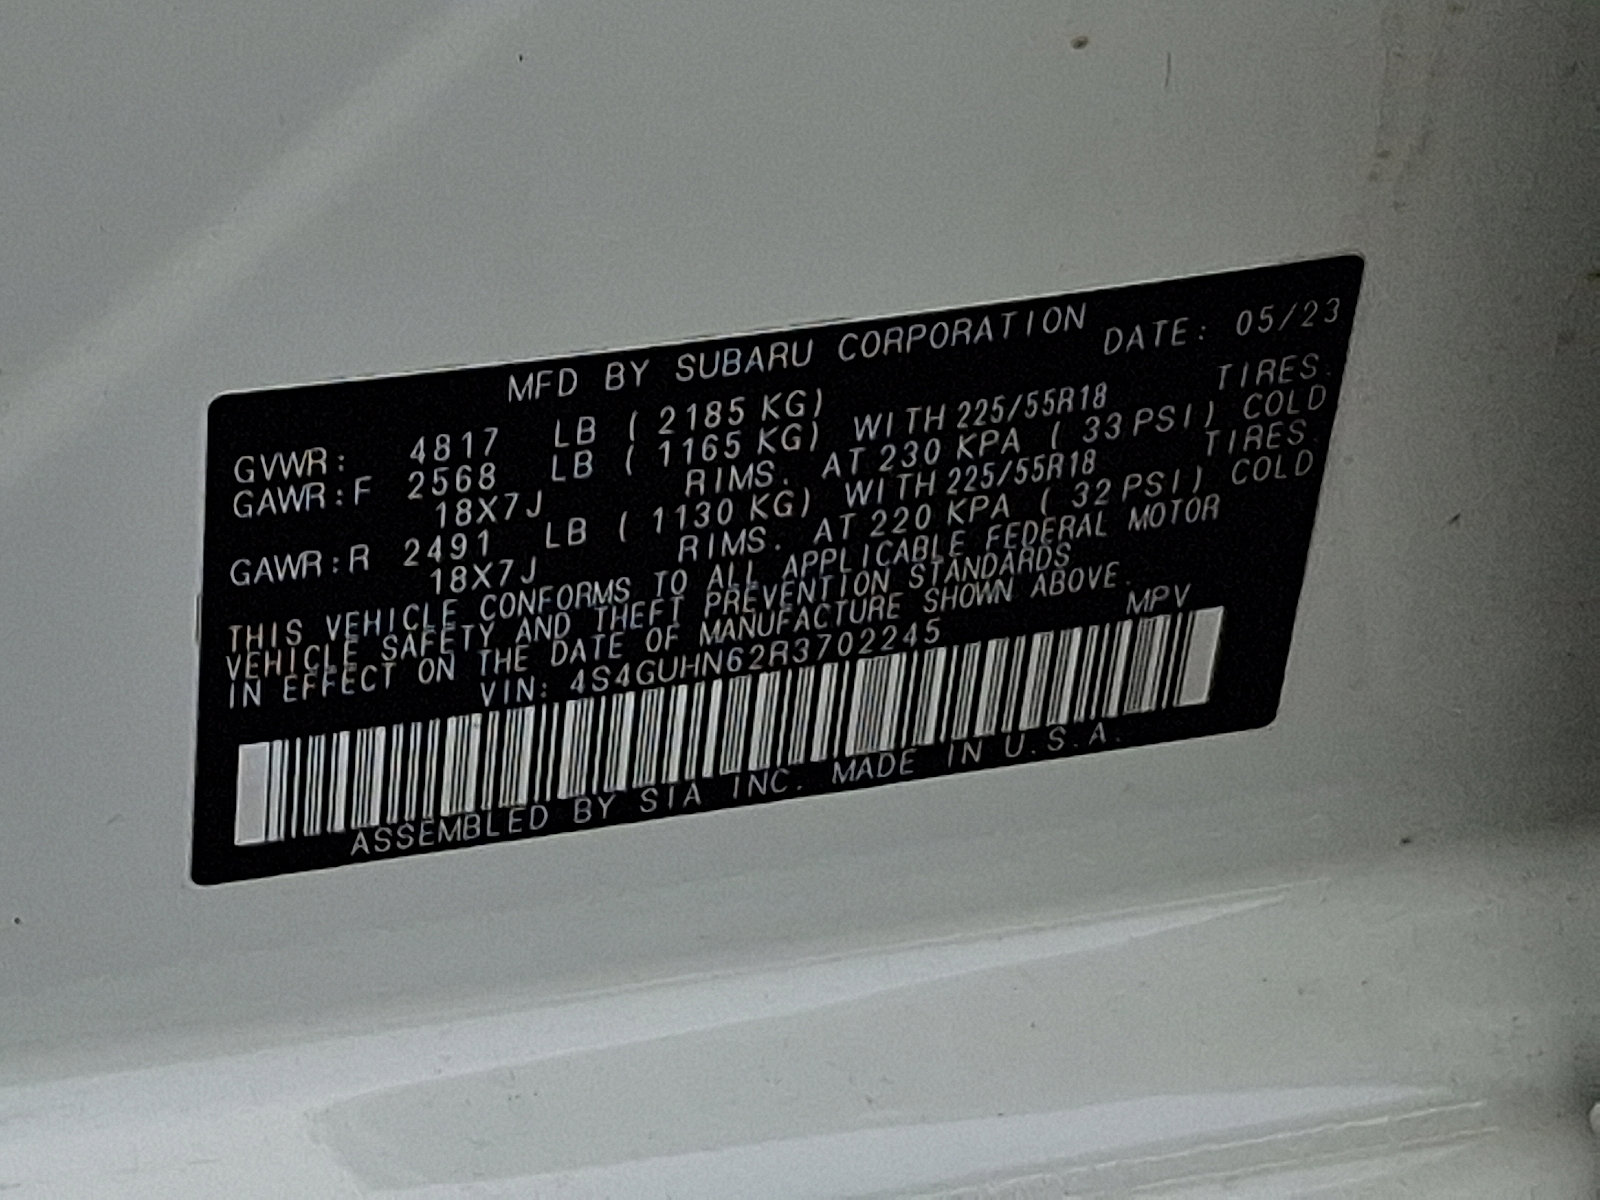 MFD BY SUBARU CORPORATION DATE: 05/23
GVWR: 4817 LB ( 2185 KG)
GAWR:F 2568 LB ( 1165 KG) WITH 225/55R18 TIRES.
18X7J RIMS. AT 230 KPA ( 33 PSI) COLD
GAWR:R 2491 LB ( 1130 KG) WITH 225/55R18 TIRES.
18X7J RIMS. AT 220 KPA ( 32 PSI) COLD
THIS VEHICLE CONFORMS TO ALL APPLICABLE FEDERAL MOTOR
VEHICLE SAFETY AND THEFT PREVENTION STANDARDS
IN EFFECT ON THE DATE OF MANUFACTURE SHOWN ABOVE.
VIN: 4S4GUHN62R3702245 MPV
ASSEMBLED BY SIA INC. MADE IN U.S.A.